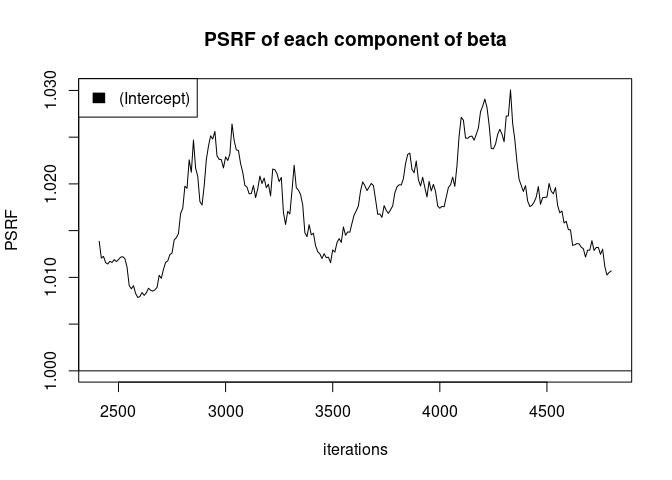 PSRF of each component of beta
(Intercept)
1.030
1.020
1.010
1.000
PSRF
2500 3000 3500 4000 4500
iterations